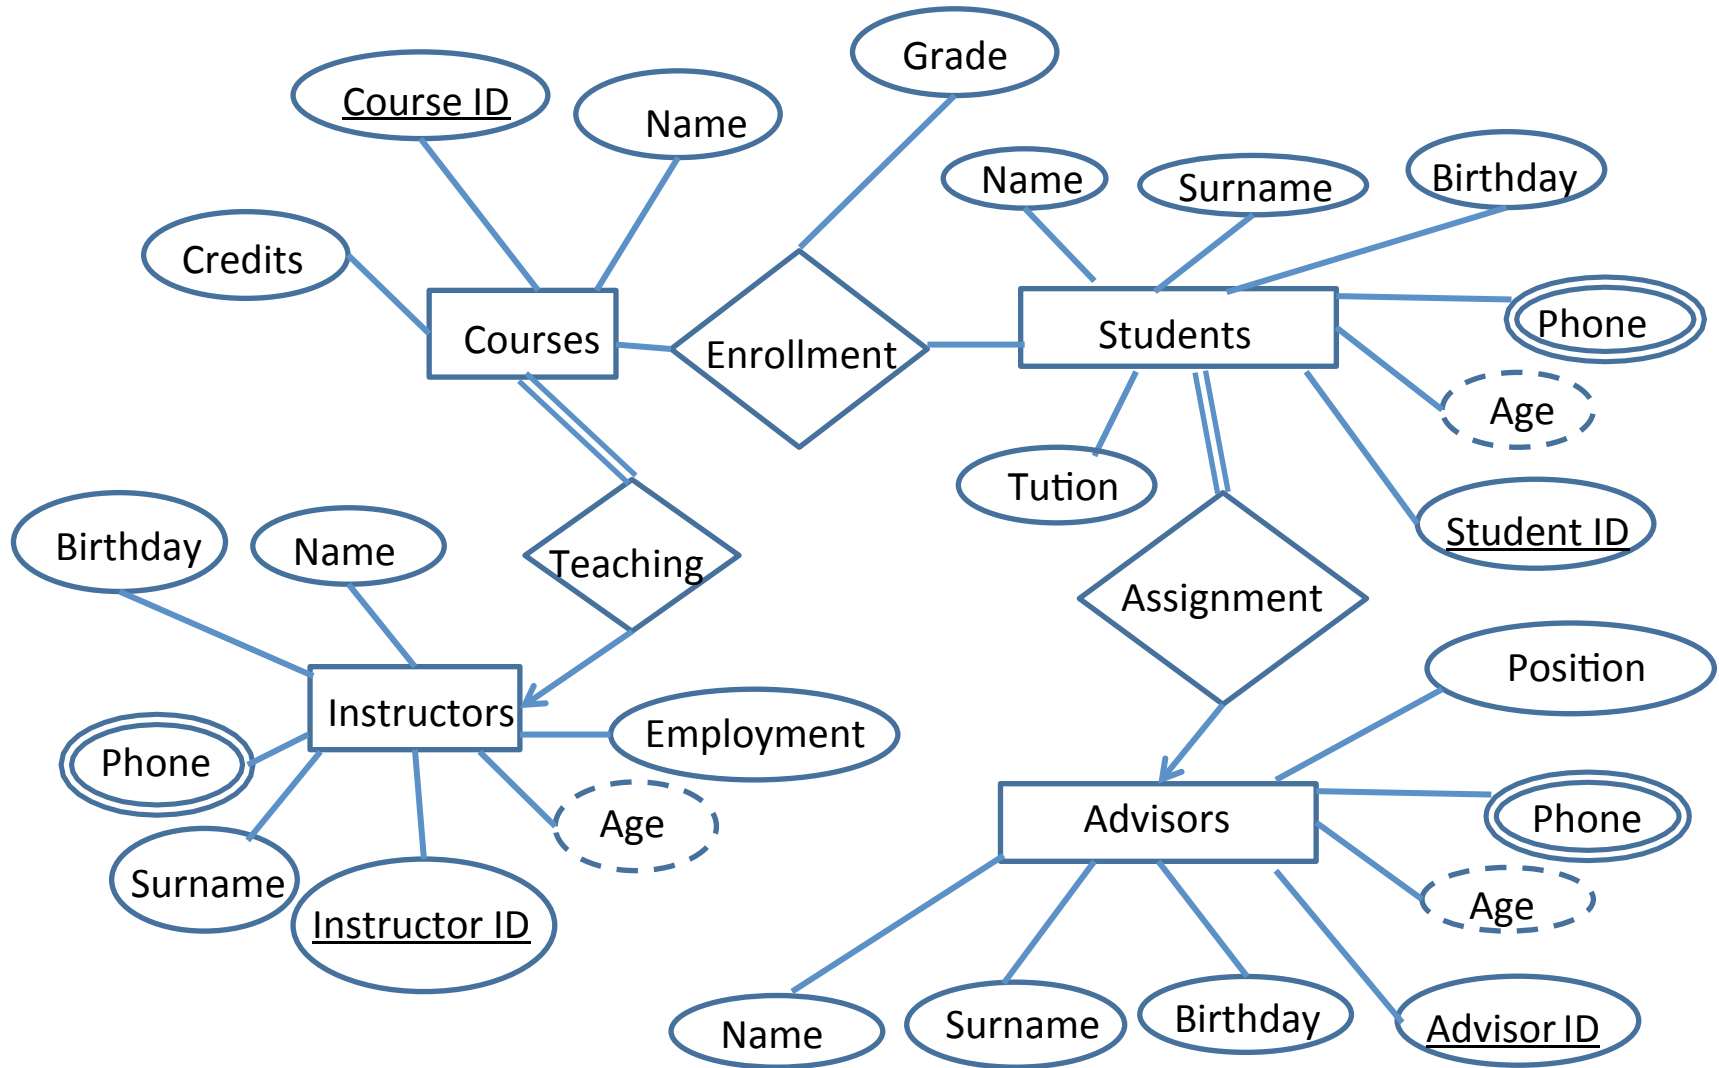 Grade
Course ID
Name
Name
Surname
Birthday
Credits
Phone
Courses
Enrollment
Students
Age
Tution
Student ID
Birthday
Name
Teaching
Assignment
Position
Instructors
Employment
Phone
Age
Advisors
Phone
Surname
Instructor ID
Age
Name
Surname
Birthday
Advisor ID